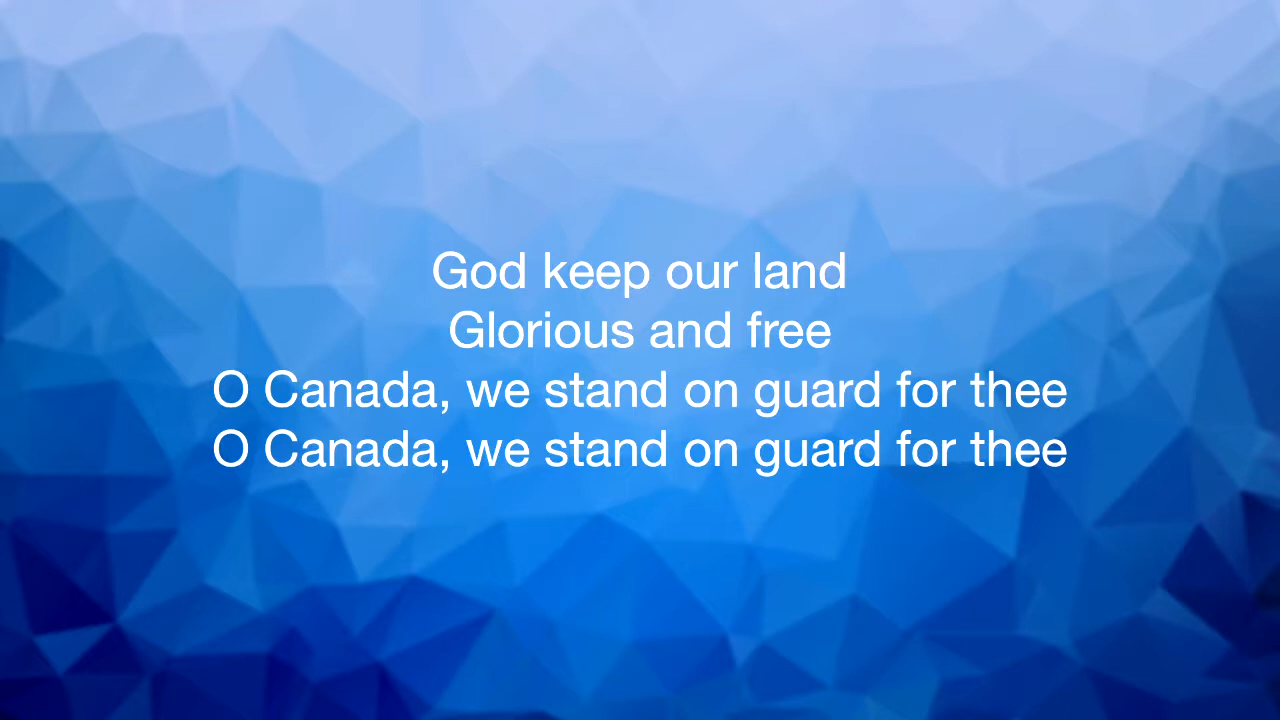 God keep our land
Glorious and free
O Canada, we stand on guard for thee
O Canada, we stand on guard for thee